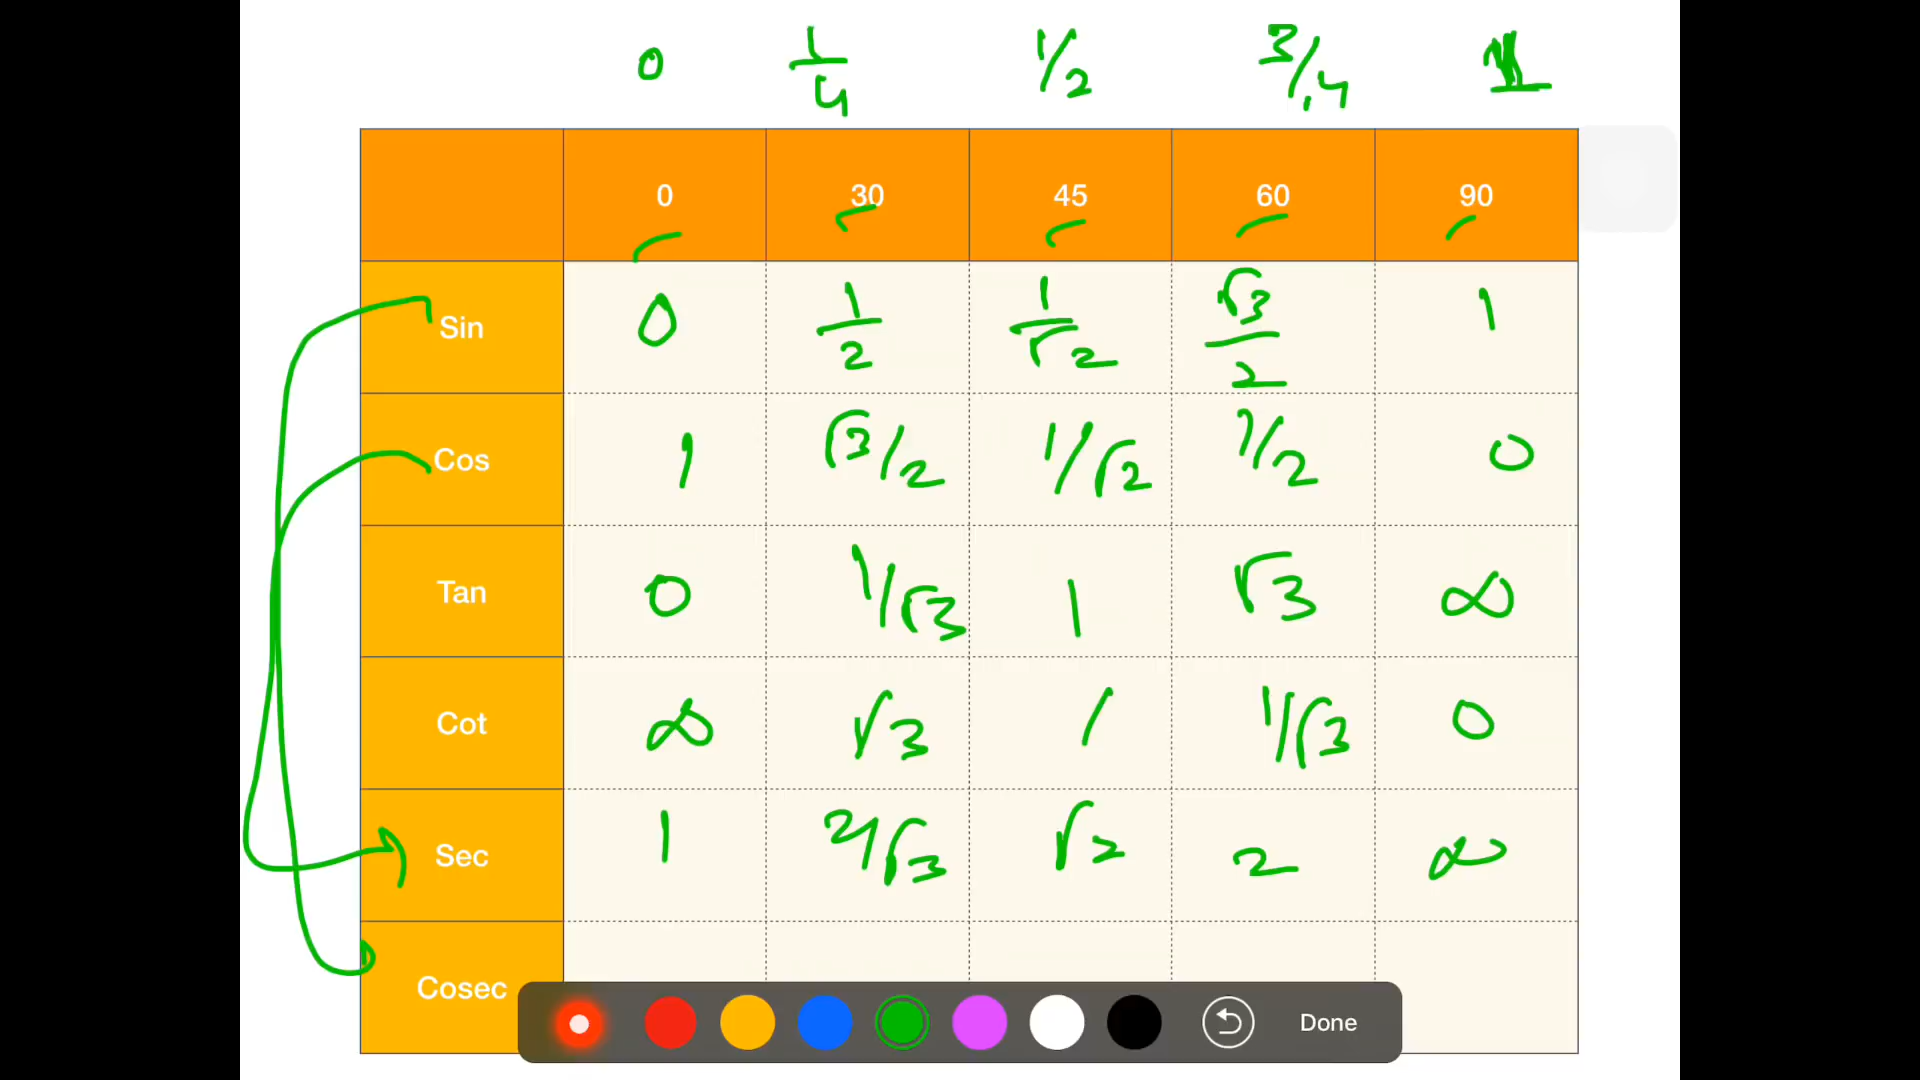 0 1/4 1/2 3/4 1
0 30 45 60 90
Sin 0 1/2 1/√2 √3/2 1
Cos 1 √3/2 1/√2 1/2 0
Tan 0 1/√3 1 √3 ∞
Cot ∞ √3 1 1/√3 0
Sec 1 2/√3 √2 2 ∞
Cosec
Done